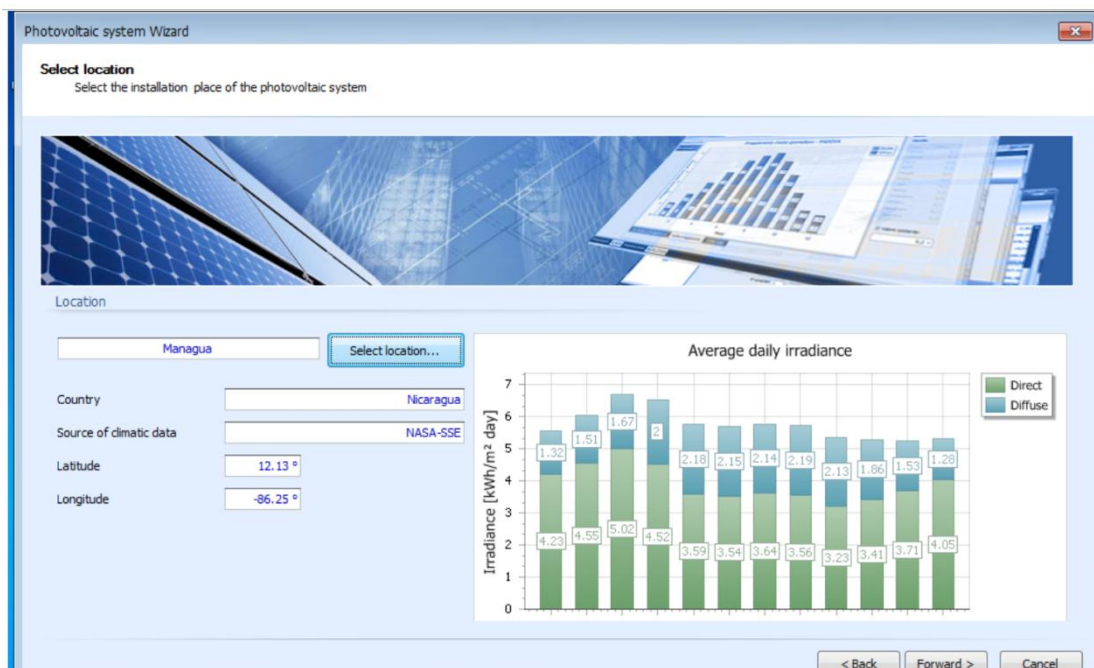 Photovoltaic system Wizard
Select location
Select the installation place of the photovoltaic system
Location
Managua
Select location...
Country
Nicaragua
Source of climatic data
NASA-SSE
Latitude
12.13 º
Longitude
-86.25 º
Average daily irradiance
Direct
Diffuse
Irradiance [kWh/m² day]
7
6
5
4
3
2
1
0
1.32
1.51
1.67
2
2.18
2.15
2.14
2.19
2.13
1.86
1.53
1.28
4.23
4.55
5.02
4.52
3.59
3.54
3.64
3.56
3.23
3.41
3.71
4.05
< Back
Forward >
Cancel